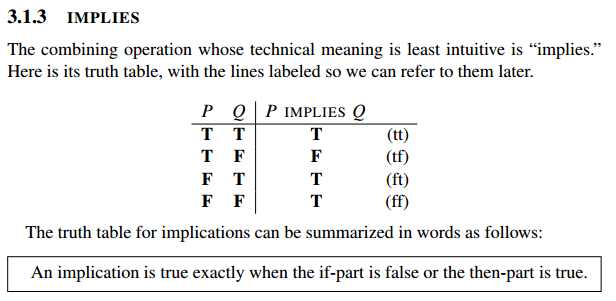 3.1.3 IMPLIES
The combining operation whose technical meaning is least intuitive is “implies.”
Here is its truth table, with the lines labeled so we can refer to them later.
P Q P IMPLIES Q
T T T (tt)
T F F (tf)
F T T (ft)
F F T (ff)
The truth table for implications can be summarized in words as follows:
An implication is true exactly when the if-part is false or the then-part is true.